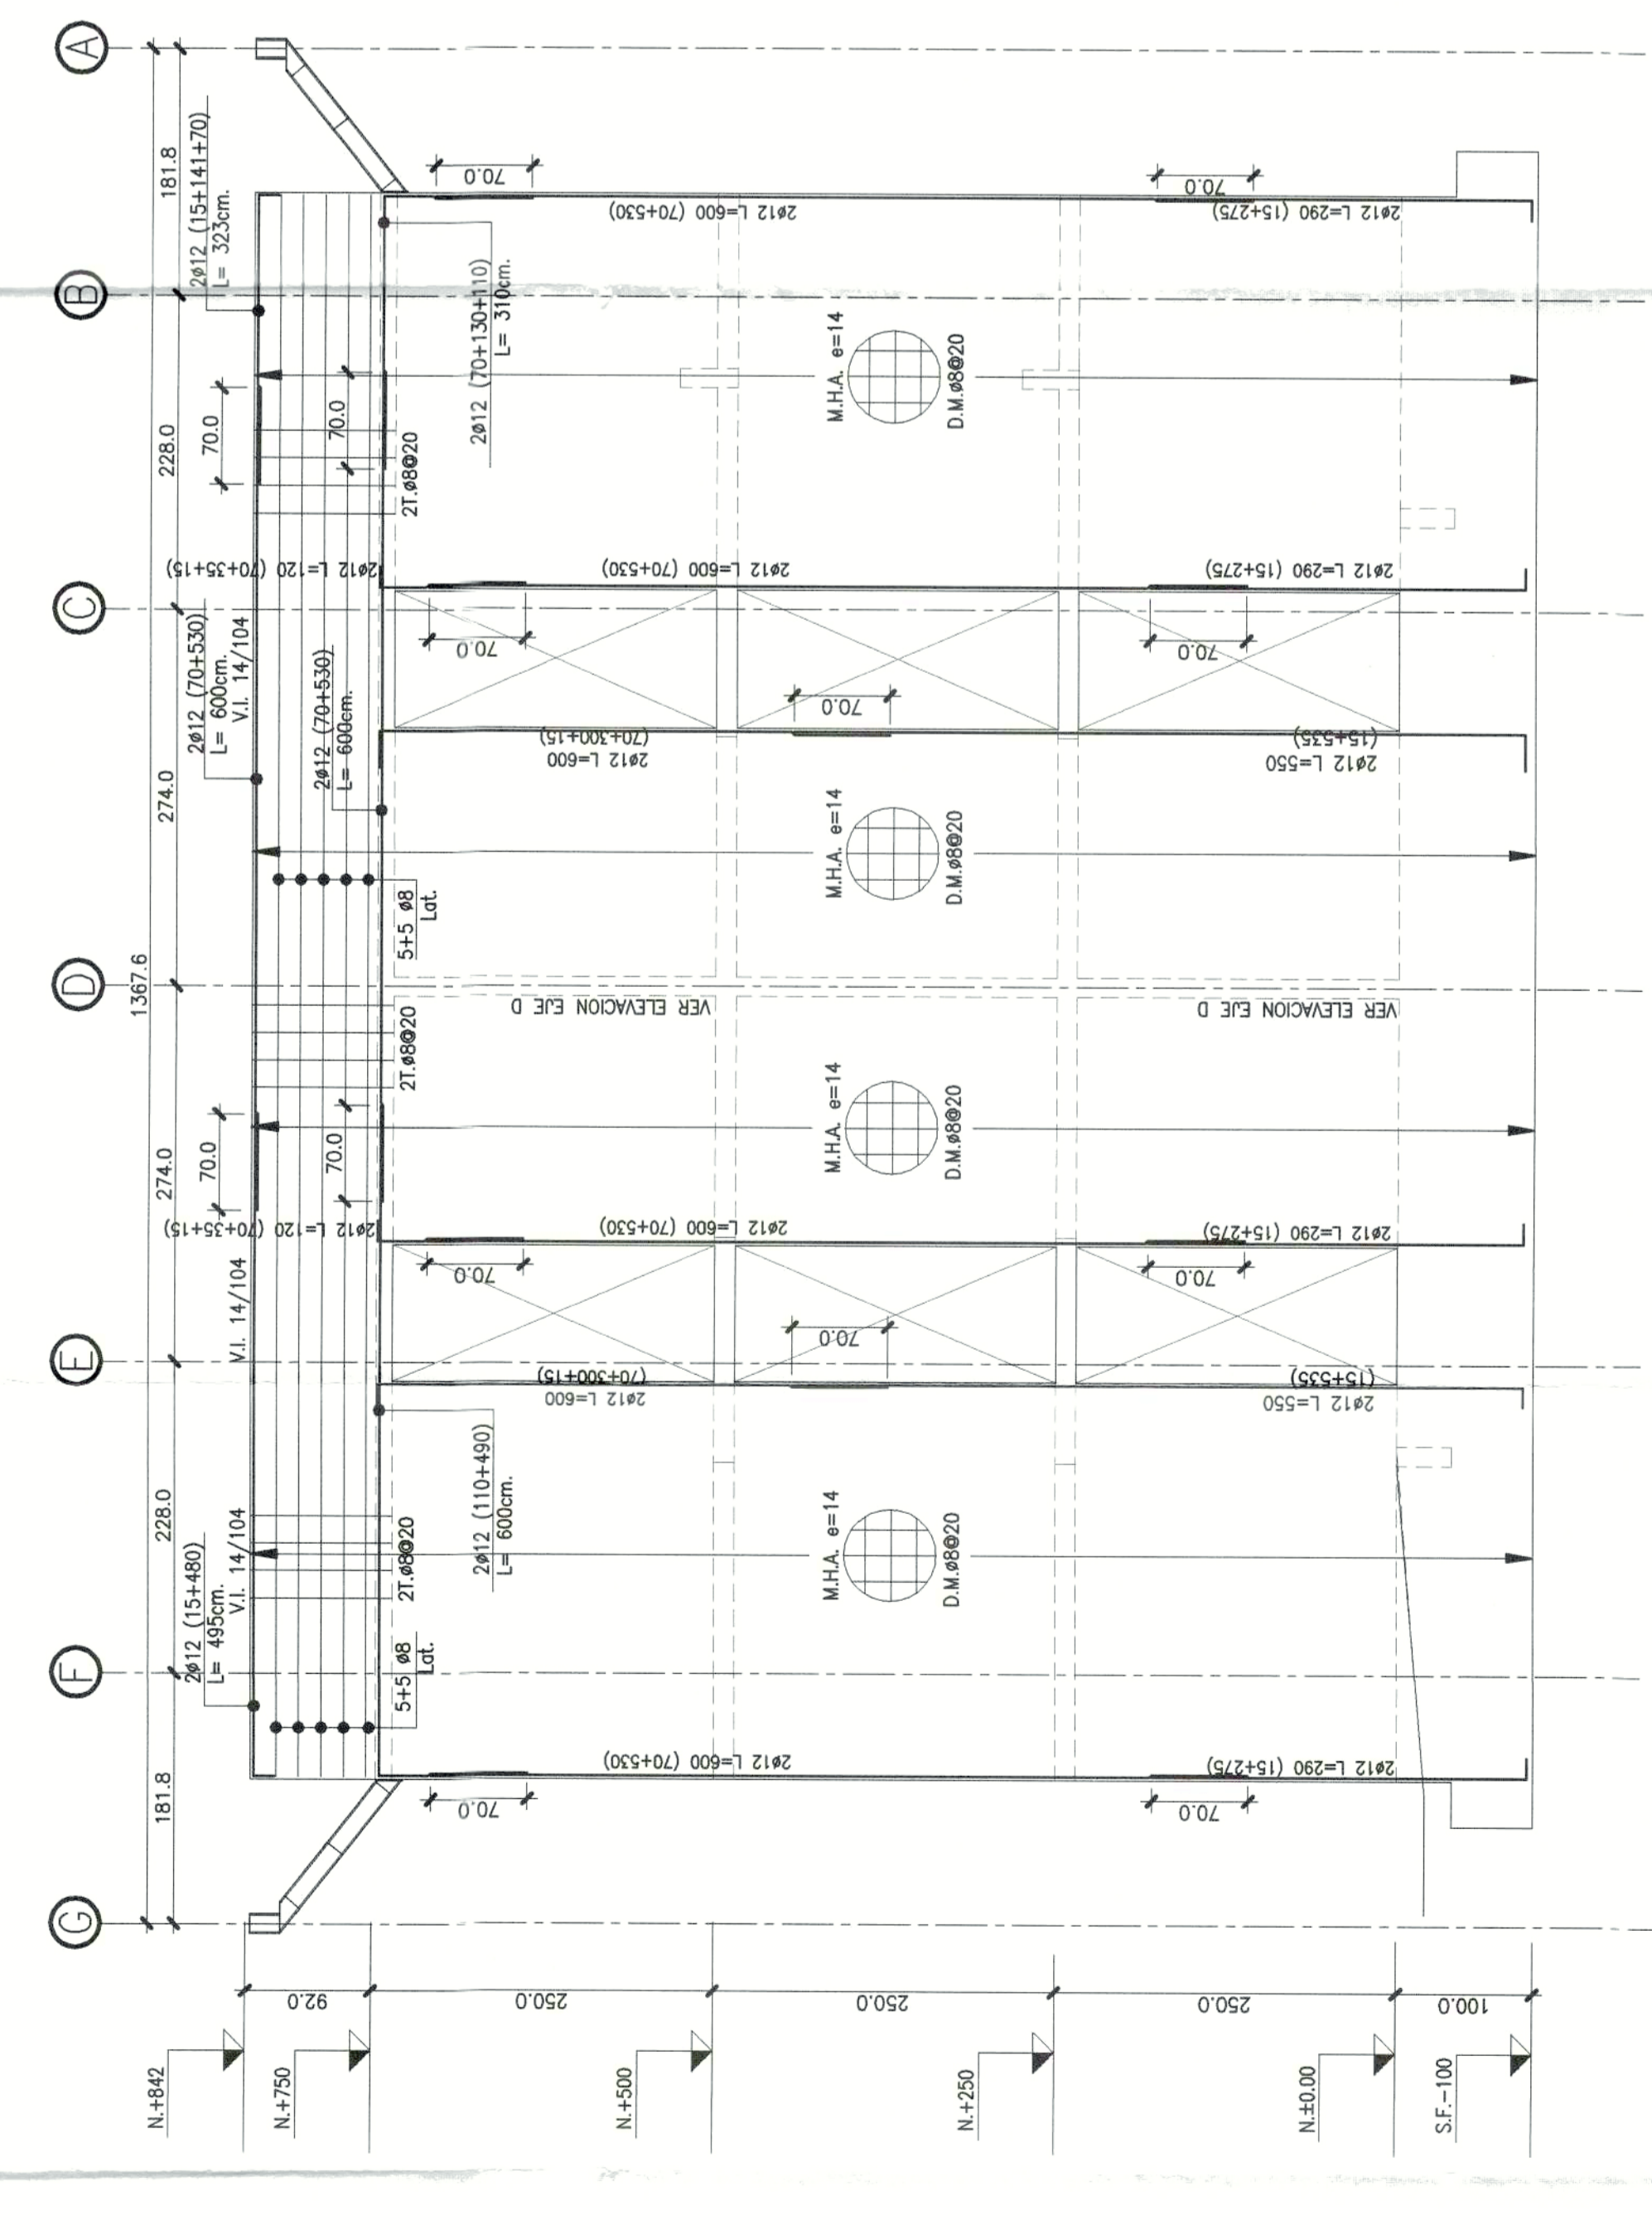 G
F
E
D
C
B
A
1367.6
181.8
228.0
274.0
274.0
228.0
181.8
2ø12 (15+480)
L= 495cm.
V.I. 14/104
V.I. 14/104
2ø12 (70+530)
L= 600cm.
V.I. 14/104
2ø12 (15+141+70)
L= 323cm.
70.0
70.0
2ø12 L=120 (70+35+15)
2ø12 L=120 (70+35+15)
2ø12 (70+530)
L= 600cm.
70.0
70.0
5+5 ø8
Lat.
2T.ø8@20
2T.ø8@20
5+5 ø8
Lat.
2T.ø8@20
2ø12 (110+490)
L= 600cm.
2ø12 (70+130+110)
L= 310cm.
70.0
70.0
70.0
70.0
2ø12 L=600 (70+530)
2ø12 L=600
(70+300+15)
2ø12 L=600 (70+530)
VER ELEVACION EJE D
2ø12 L=600
(70+300+15)
2ø12 L=600 (70+530)
2ø12 L=600 (70+530)
70.0
70.0
M.H.A. e=14
D.M.ø8@20
M.H.A. e=14
D.M.ø8@20
M.H.A. e=14
D.M.ø8@20
M.H.A. e=14
D.M.ø8@20
70.0
70.0
70.0
70.0
2ø12 L=290 (15+275)
2ø12 L=550
(15+535)
2ø12 L=290 (15+275)
VER ELEVACION EJE D
2ø12 L=550
(15+535)
2ø12 L=290 (15+275)
2ø12 L=290 (15+275)
N.+842
92.0
N.+750
250.0
N.+500
250.0
N.+250
250.0
N.±0.00
100.0
S.F.-100